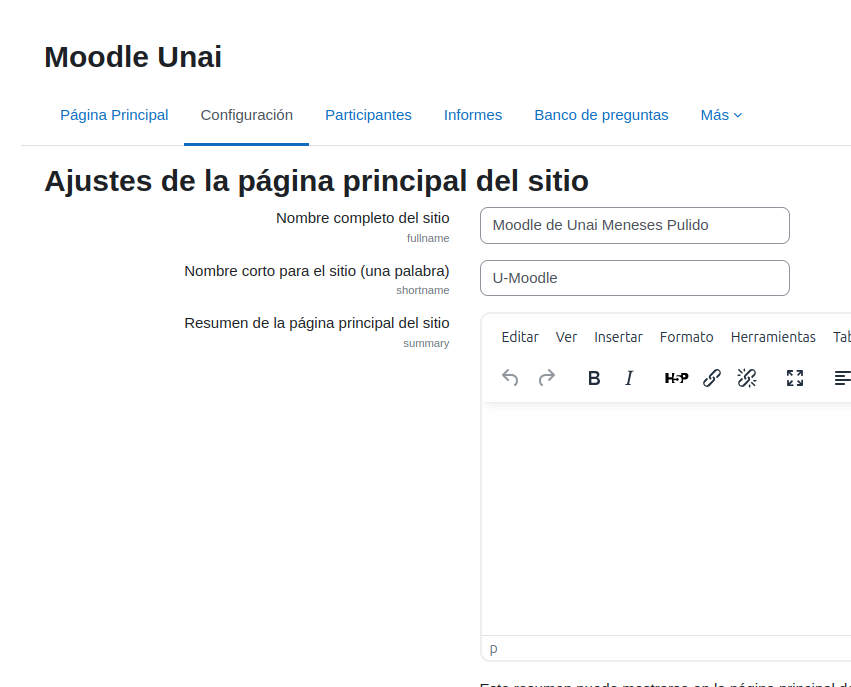 Moodle Unai
Página Principal Configuración Participantes Informes Banco de preguntas Más
Ajustes de la página principal del sitio
Nombre completo del sitio Moodle de Unai Meneses Pulido
fullname
Nombre corto para el sitio (una palabra) U-Moodle
shortname
Resumen de la página principal del sitio
summary
Editar Ver Insertar Formato Herramientas Tab
B I H5P
p